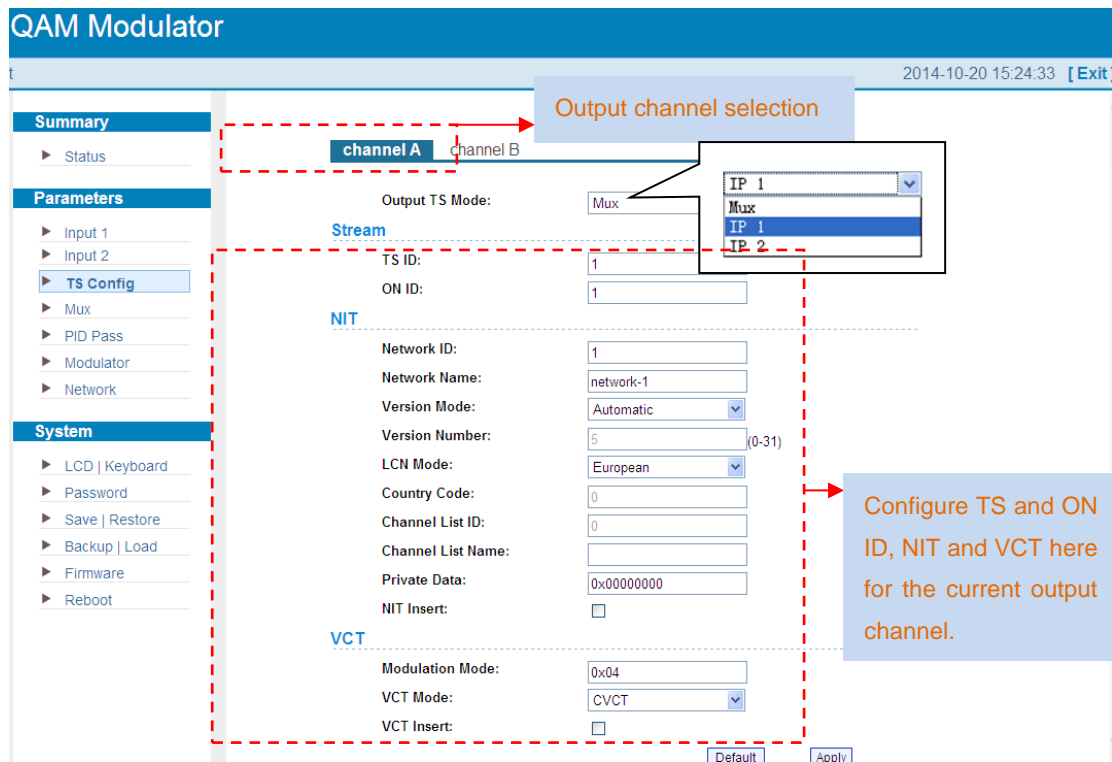 QAM Modulator
t
2014-10-20 15:24:33 [ Exit ]
Output channel selection
Summary
Status
channel A channel B
Parameters
Input 1
Input 2
TS Config
Mux
PID Pass
Modulator
Network
System
LCD | Keyboard
Password
Save | Restore
Backup | Load
Firmware
Reboot
Output TS Mode: Mux
IP 1
Mux
IP 1
IP 2
Stream
TS ID: 1
ON ID: 1
NIT
Network ID: 1
Network Name: network-1
Version Mode: Automatic
Version Number: 5 (0-31)
LCN Mode: European
Country Code: 0
Channel List ID: 0
Channel List Name:
Private Data: 0x00000000
NIT Insert:
VCT
Modulation Mode: 0x04
VCT Mode: CVCT
VCT Insert:
Default Apply
Configure TS and ON
ID, NIT and VCT here
for the current output
channel.